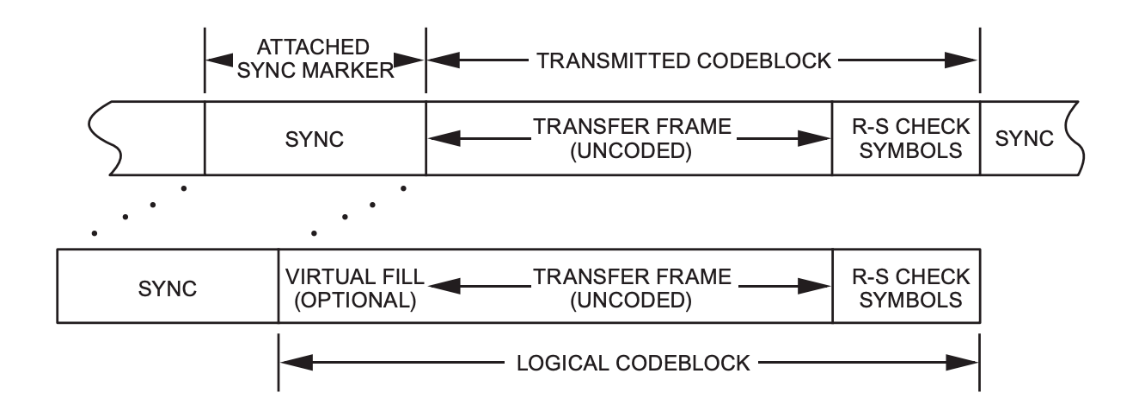 ATTACHED
SYNC MARKER
TRANSMITTED CODEBLOCK
SYNC
TRANSFER FRAME
(UNCODED)
R-S CHECK
SYMBOLS
SYNC
SYNC
VIRTUAL FILL
(OPTIONAL)
TRANSFER FRAME
(UNCODED)
R-S CHECK
SYMBOLS
LOGICAL CODEBLOCK